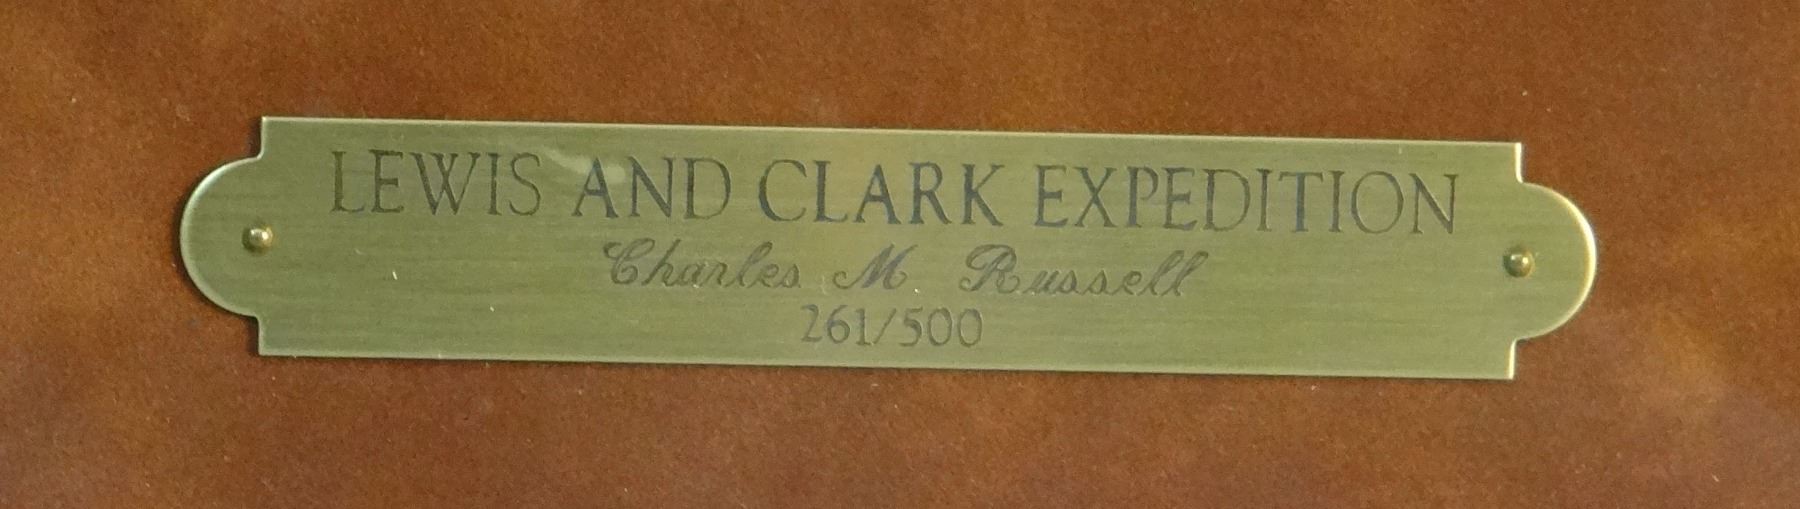 LEWIS AND CLARK EXPEDITION
Charles M Russell
261/500